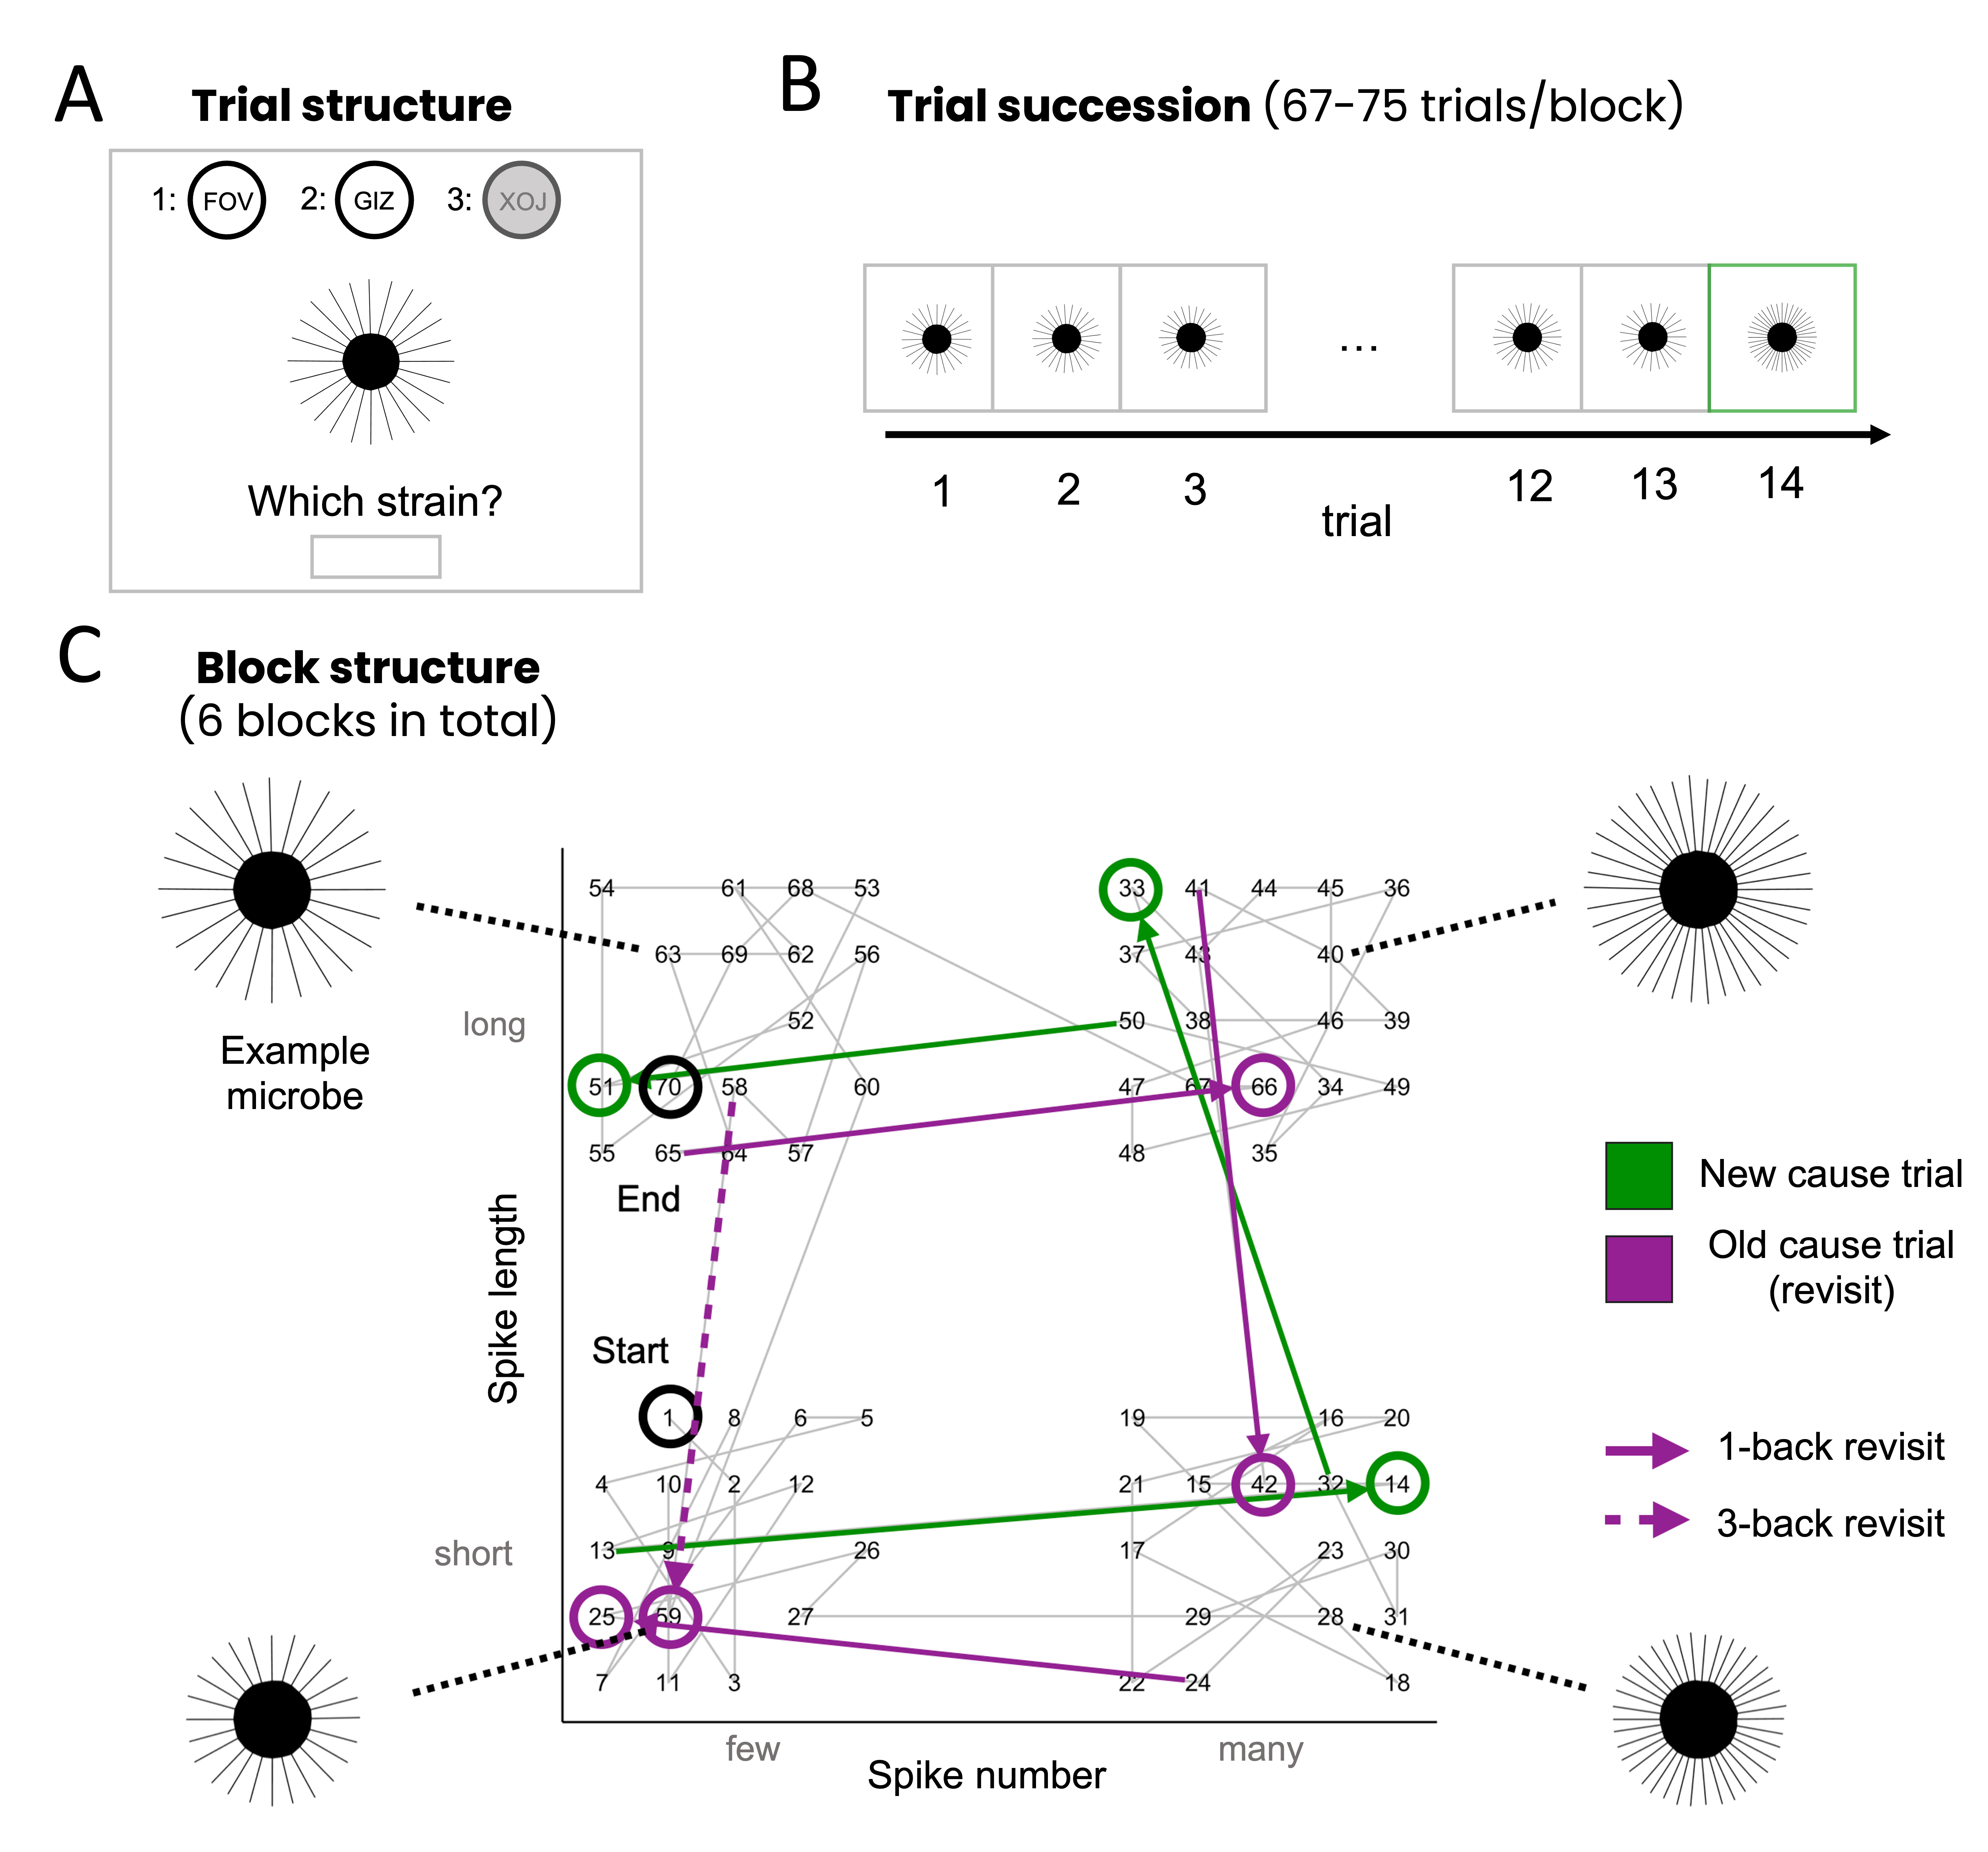 A
Trial structure
1: FOV 2: GIZ 3: XOJ
Which strain?
B
Trial succession (67-75 trials/block)
...
1 2 3 12 13 14
trial
C
Block structure
(6 blocks in total)
Example
microbe
54 61 68 53 33 41 44 45 36
63 69 62 56 37 43 40
long
52 50 38 46 39
51 70 58 60 47 67 66 34 49
55 65 64 57 48 35
End
Spike length
Start
1 8 6 5 19 16 20
4 10 2 12 21 15 42 32 14
short
13 9 26 17 23 30
25 59 27 29 28 31
7 11 3 22 24 18
few many
Spike number
New cause trial
Old cause trial
(revisit)
1-back revisit
3-back revisit